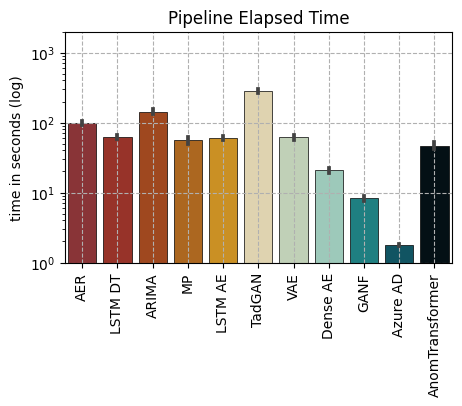 Pipeline Elapsed Time
time in seconds (log)
10³
10²
10¹
10⁰
AER
LSTM DT
ARIMA
MP
LSTM AE
TadGAN
VAE
Dense AE
GANF
Azure AD
AnomTransformer